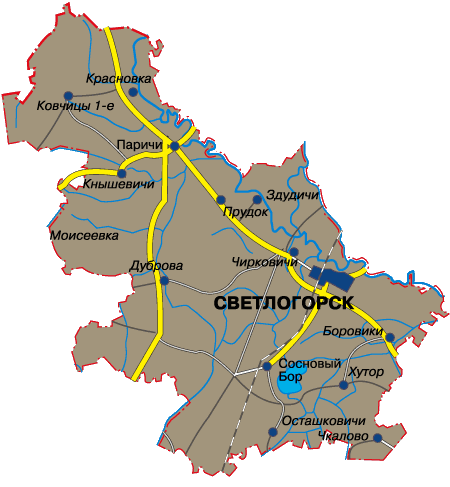 Красновка
Ковчицы 1-е
Паричи
Кнышевичи
Здудичи
Прудок
Моисеевка
Чирковичи
Дуброва
СВЕТЛОГОРСК
Боровики
Сосновый
Бор
Хутор
Осташковичи
Чкалово